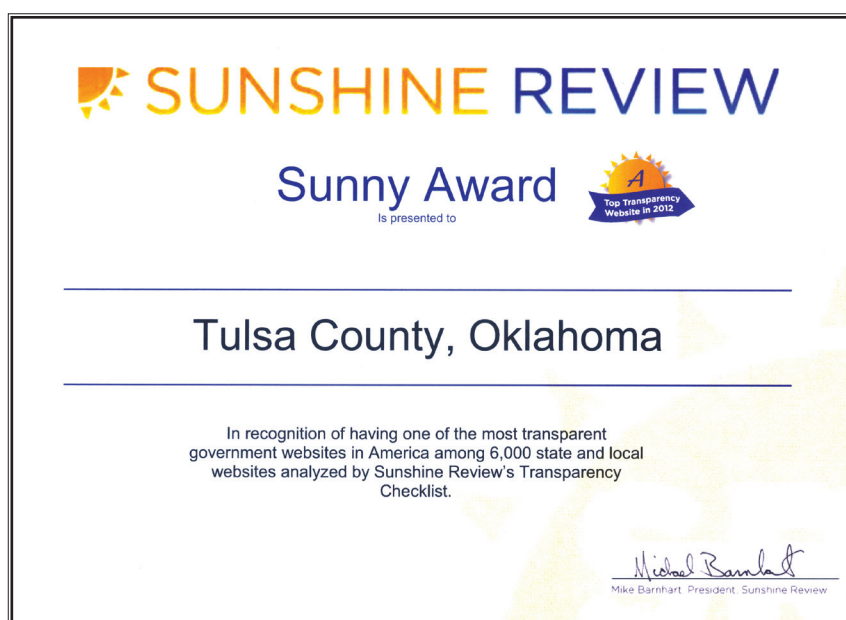 SUNSHINE REVIEW
Sunny Award
Is presented to
A
Top Transparency
Website in 2012
Tulsa County, Oklahoma
In recognition of having one of the most transparent
government websites in America among 6,000 state and local
websites analyzed by Sunshine Review's Transparency
Checklist.
Michael Barnhart
Mike Barnhart, President, Sunshine Review